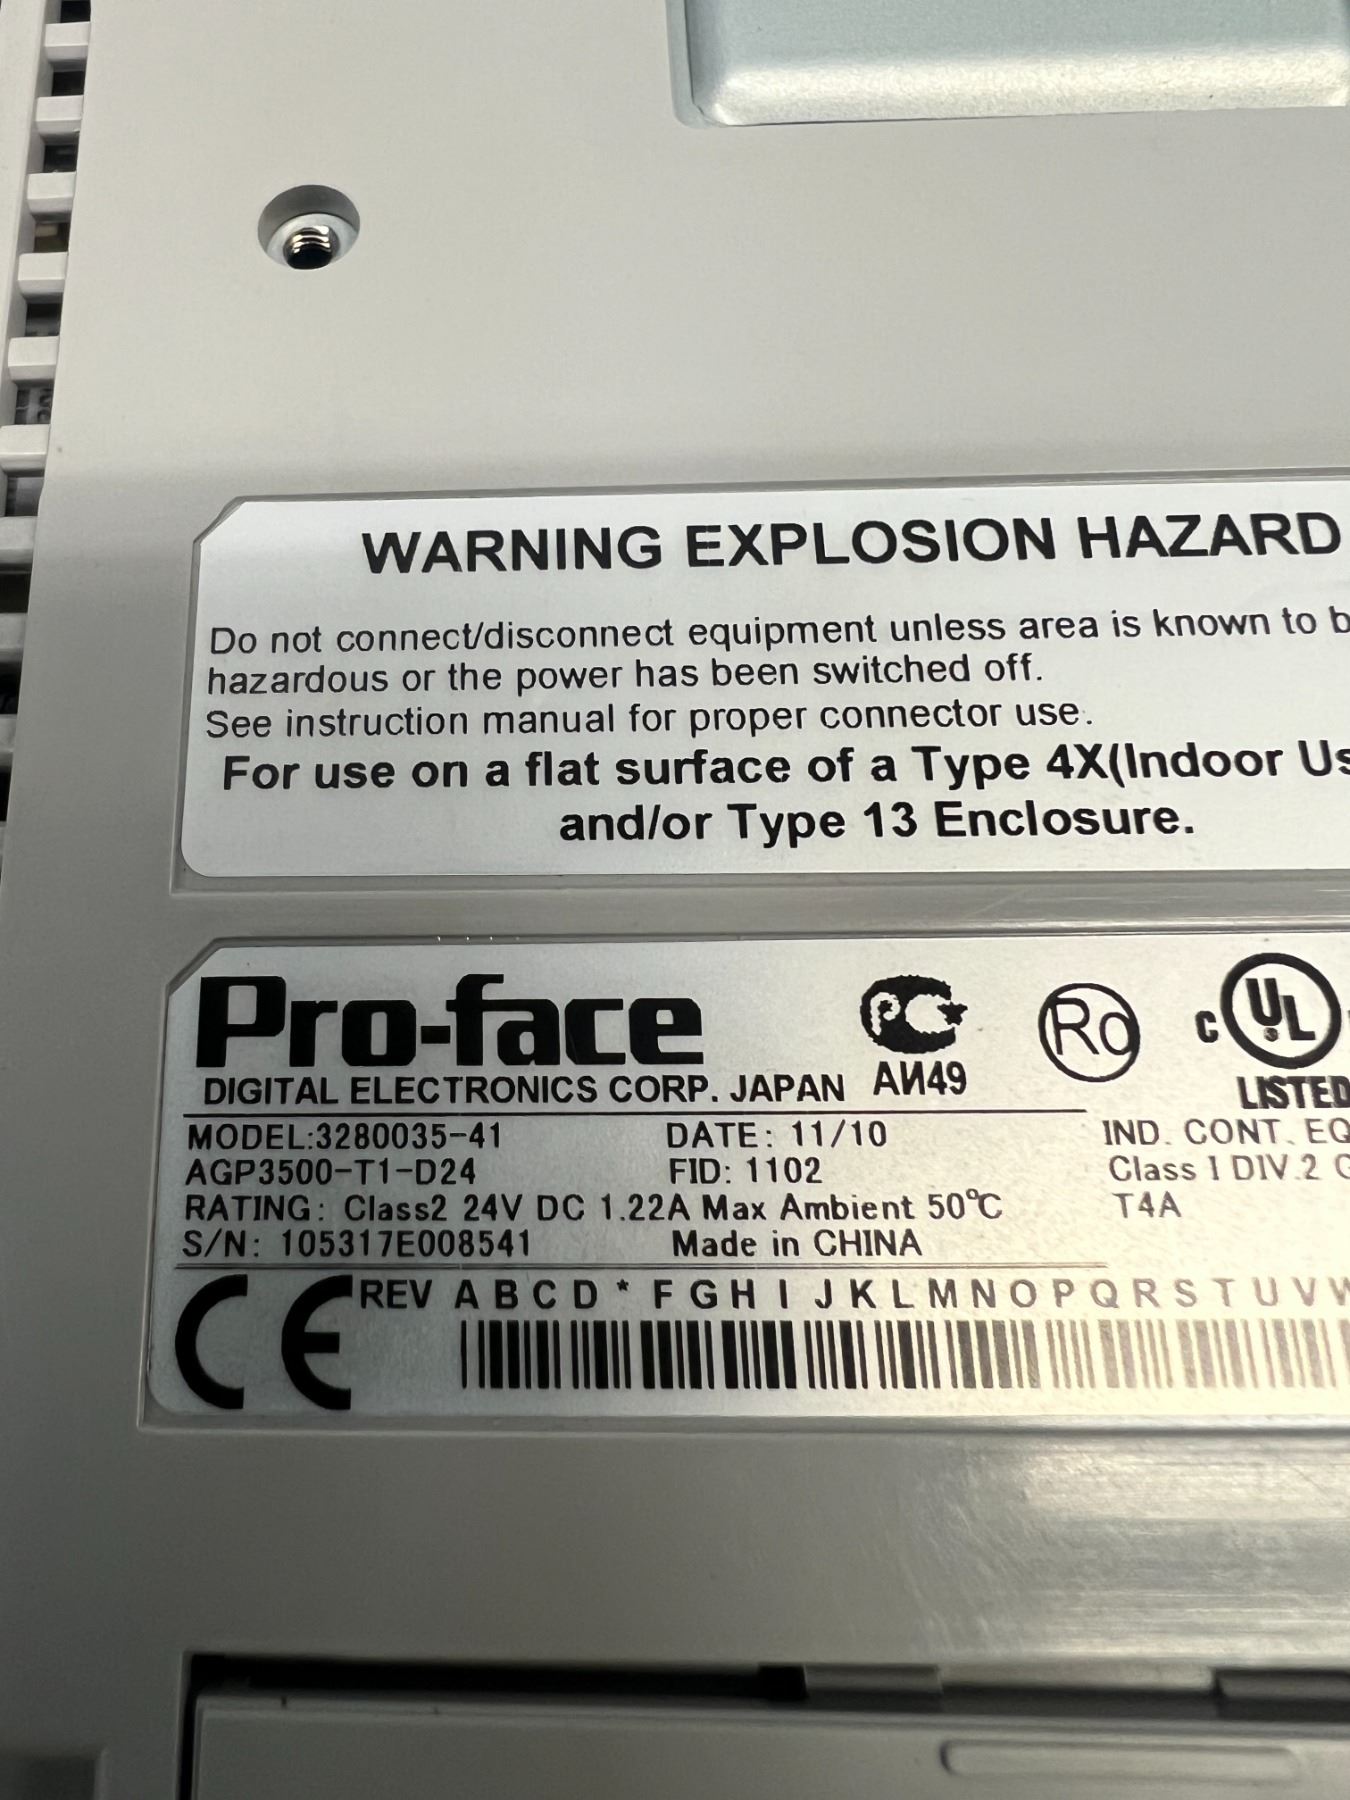 WARNING EXPLOSION HAZARD
Do not connect/disconnect equipment unless area is known to
hazardous or the power has been switched off.
See instruction manual for proper connector use.
For use on a flat surface of a Type 4X(Indoor
and/or Type 13 Enclosure.
Pro-face
DIGITAL ELECTRONICS CORP. JAPAN
PC
АИ49
Ro
C UL
S
LISTED
MODEL:3280035-41 DATE: 11/10
AGP3500-T1-D24 FID: 1102
RATING: Class2 24V DC 1.22A Max Ambient 50℃
S/N: 105317E008541 Made in CHINA
IND. CONT.
Class I DIV.2
T4A
CE
REV A B C D * F G H I J K L M N O P Q R S T U V W